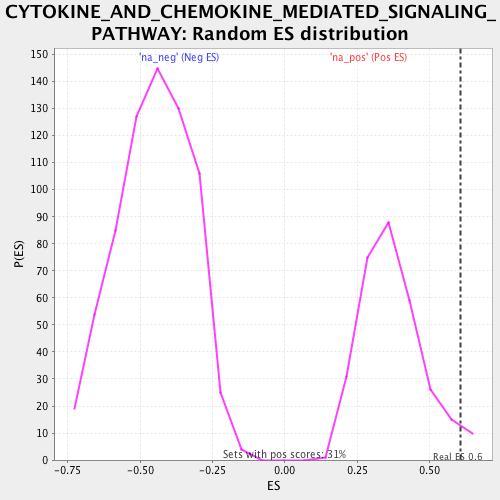 CYTOKINE_AND_CHEMOKINE_MEDIATED_SIGNALING_
PATHWAY: Random ES distribution
'na_neg' (Neg ES) 'na_pos' (Pos ES)
150
140
130
120
110
100
90
80
70
60
50
40
30
20
10
0
P(ES)
Sets with pos scores: 31%
Real ES 0.6
-0.75 -0.50 -0.25 0.00 0.25 0.50
ES